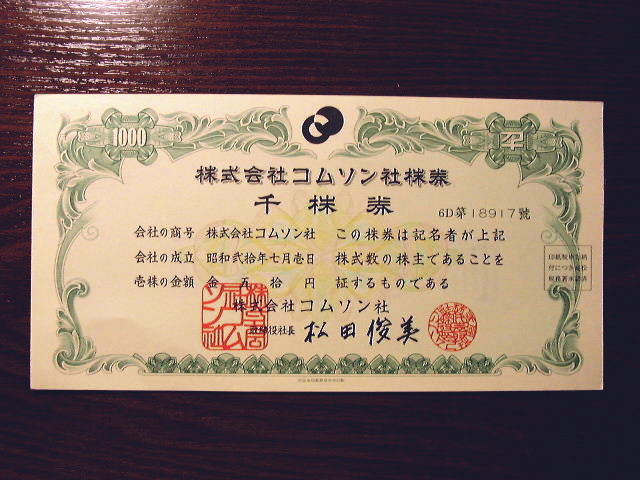 1000
千
株式会社コムソン社株券
千株券
6D第18917號
会社の商号 株式会社コムソン社 この株券は記名者が上記
会社の成立 昭和弐拾年七月壱日 株式数の株主であることを
壱株の金額 金五拾円 証するものである
株式会社コムソン社
取締役社長 松田俊美